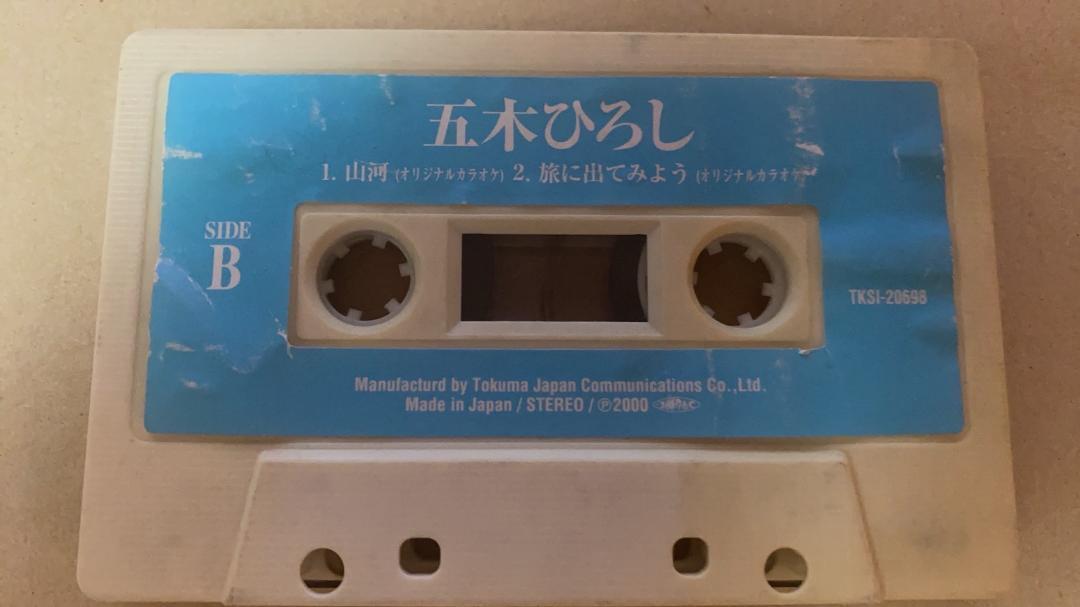 五木ひろし
1. 山河 (オリジナルカラオケ) 2. 旅に出てみよう (オリジナルカラオケ)
SIDE
B
TKSI-20698
Manufacturd by Tokuma Japan Communications Co.,Ltd.
Made in Japan / STEREO / Ⓟ2000